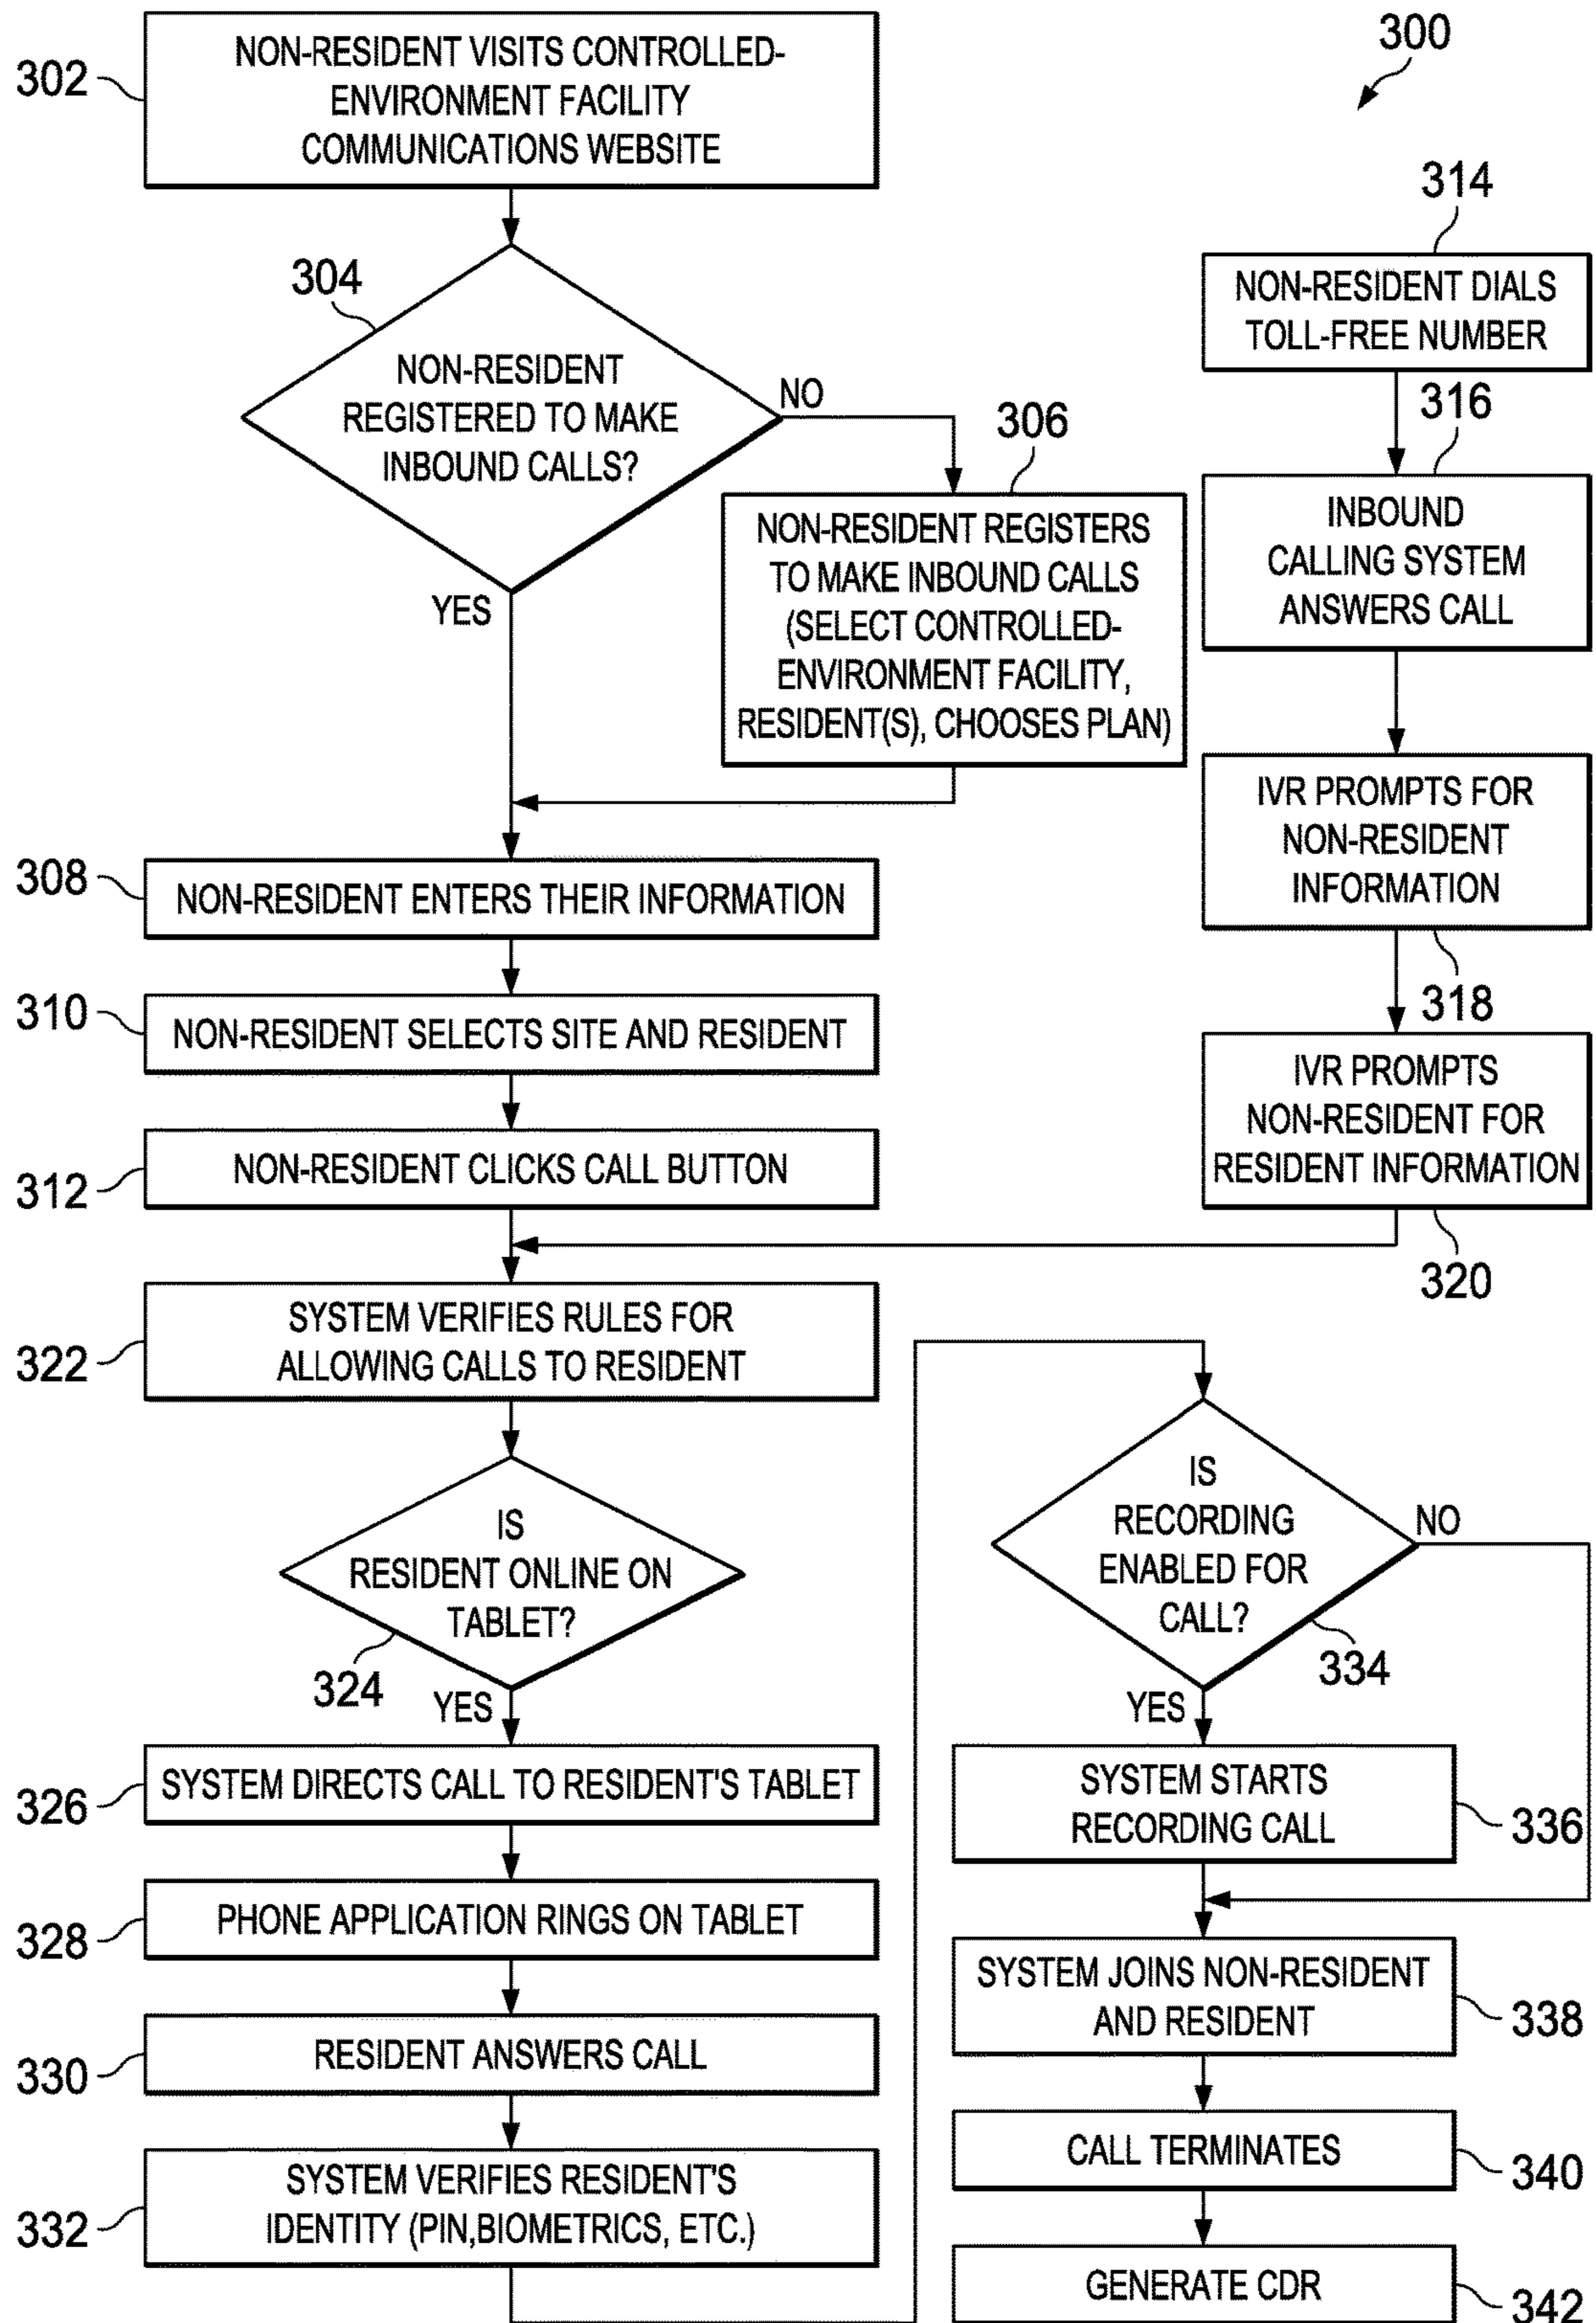 300
302
NON-RESIDENT VISITS CONTROLLED-
ENVIRONMENT FACILITY
COMMUNICATIONS WEBSITE
304
NON-RESIDENT
REGISTERED TO MAKE
INBOUND CALLS?
NO
YES
306
NON-RESIDENT REGISTERS
TO MAKE INBOUND CALLS
(SELECT CONTROLLED-
ENVIRONMENT FACILITY,
RESIDENT(S), CHOOSES PLAN)
308
NON-RESIDENT ENTERS THEIR INFORMATION
310
NON-RESIDENT SELECTS SITE AND RESIDENT
312
NON-RESIDENT CLICKS CALL BUTTON
314
NON-RESIDENT DIALS
TOLL-FREE NUMBER
316
INBOUND
CALLING SYSTEM
ANSWERS CALL
IVR PROMPTS FOR
NON-RESIDENT
INFORMATION
318
IVR PROMPTS
NON-RESIDENT FOR
RESIDENT INFORMATION
320
322
SYSTEM VERIFIES RULES FOR
ALLOWING CALLS TO RESIDENT
IS
RESIDENT ONLINE ON
TABLET?
324
YES
326
SYSTEM DIRECTS CALL TO RESIDENT'S TABLET
328
PHONE APPLICATION RINGS ON TABLET
330
RESIDENT ANSWERS CALL
332
SYSTEM VERIFIES RESIDENT'S
IDENTITY (PIN,BIOMETRICS, ETC.)
IS
RECORDING
ENABLED FOR
CALL?
NO
334
YES
SYSTEM STARTS
RECORDING CALL
336
SYSTEM JOINS NON-RESIDENT
AND RESIDENT
338
CALL TERMINATES
340
GENERATE CDR
342